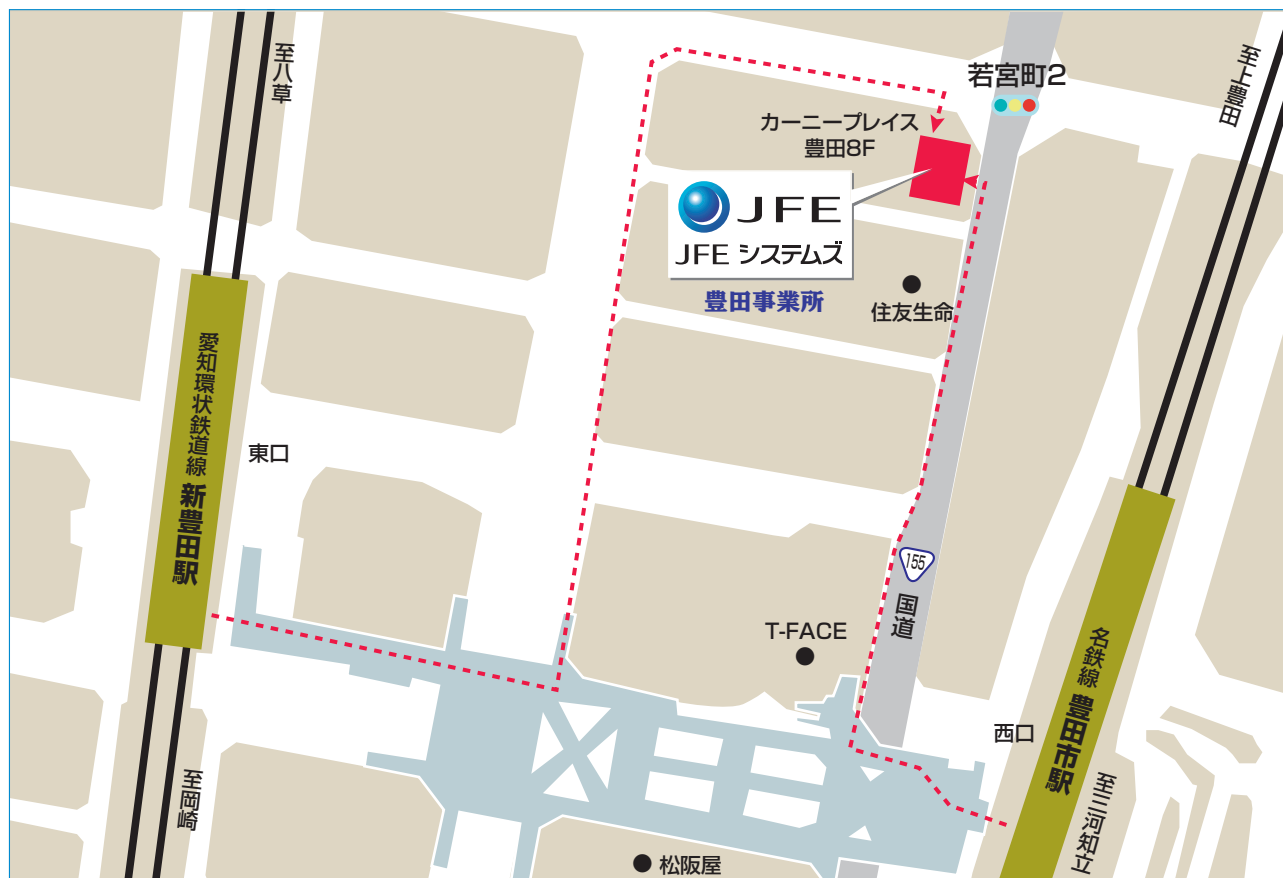 至八草
至上豊田
若宮町2
カーニープレイス
豊田8F
JFE
JFE システムズ
豊田事業所
住友生命
愛知環状鉄道線 新豊田駅
東口
155
国道
T-FACE
名鉄線 豊田市駅
西口
至岡崎
至三河知立
松阪屋